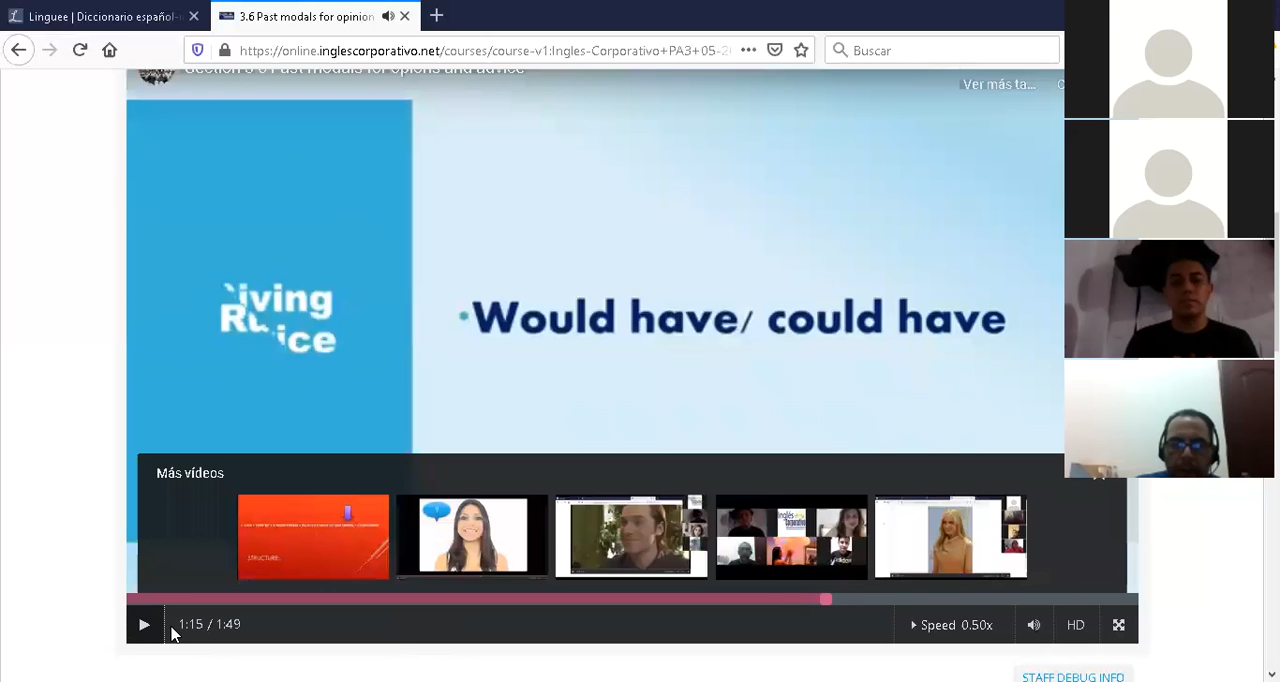 Linguee | Diccionario español-
3.6 Past modals for opinion
https://online.inglescorporativo.net/courses/course-v1:Ingles-Corporativo+PA3+05-2
Buscar
Ver más ta...
•Would have/ could have
Más vídeos
STRUCTURE:
1:15 / 1:49
Speed 0.50x
HD
STAFF DEBUG INFO